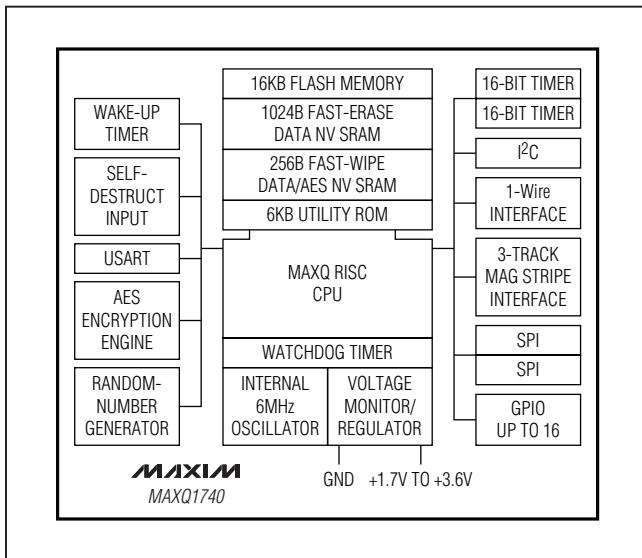 WAKE-UP
TIMER
SELF-
DESTRUCT
INPUT
USART
AES
ENCRYPTION
ENGINE
RANDOM-
NUMBER
GENERATOR
16KB FLASH MEMORY
1024B FAST-ERASE
DATA NV SRAM
256B FAST-WIPE
DATA/AES NV SRAM
6KB UTILITY ROM
MAXQ RISC
CPU
WATCHDOG TIMER
INTERNAL
6MHz
OSCILLATOR
VOLTAGE
MONITOR/
REGULATOR
16-BIT TIMER
16-BIT TIMER
I²C
1-Wire
INTERFACE
3-TRACK
MAG STRIPE
INTERFACE
SPI
SPI
GPIO
UP TO 16
MAXIM
MAXQ1740
GND +1.7V TO +3.6V